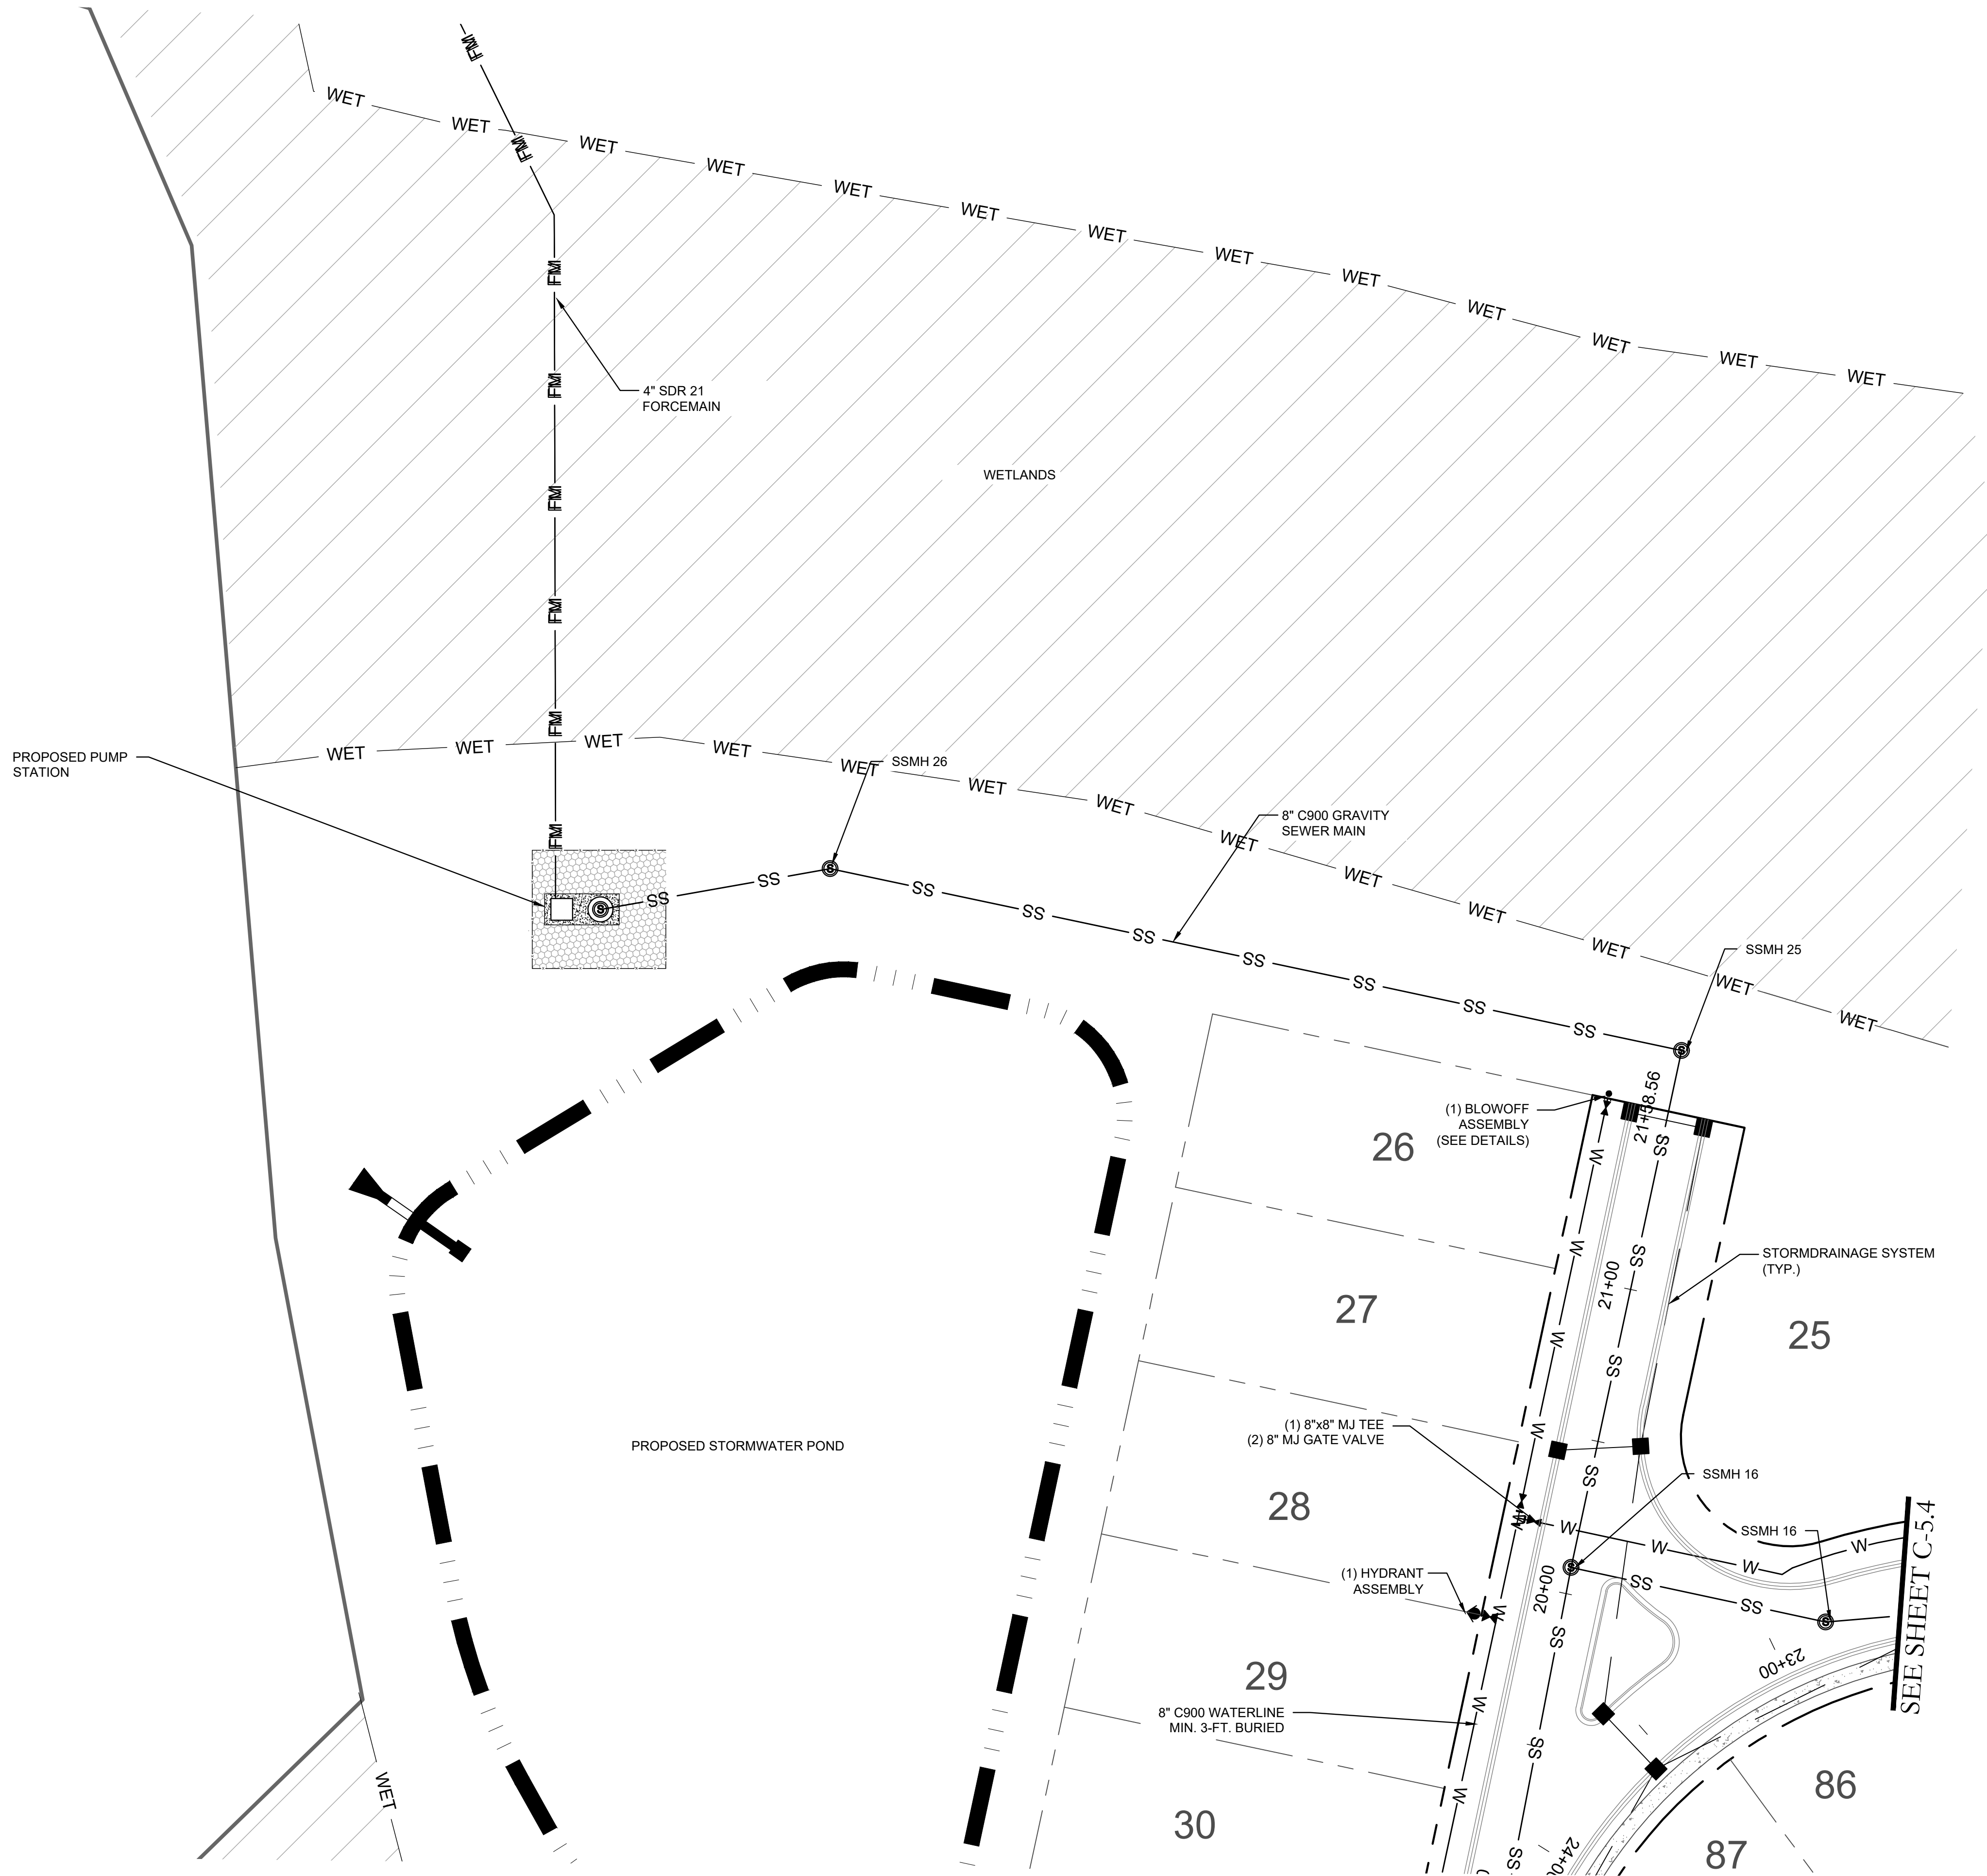 FM
FM
WET
WET
WET
WET
WET
WET
WET
WET
WET
WET
WET
WET
WET
FM
4" SDR 21
FORCEMAIN
FM
WETLANDS
FM
FM
FM
FM
PROPOSED PUMP
STATION
WET
WET
WET
WET
WET
WET
WET
WET
WET
WET
WET
WET
WET
SSMH 26
8" C900 GRAVITY
SEWER MAIN
SS
SS
S
S
SS
SS
SS
SS
SS
SS
SS
SSMH 25
S
21+58.56
(1) BLOWOFF
ASSEMBLY
(SEE DETAILS)
26
W
SS
W
SS
STORMDRAINAGE SYSTEM
(TYP.)
21+00
27
25
W
SS
(1) 8"x8" MJ TEE
(2) 8" MJ GATE VALVE
W
SS
PROPOSED STORMWATER POND
SSMH 16
28
W
W
W
W
W
SSMH 16
S
20+00
SS
SS
S
(1) HYDRANT
ASSEMBLY
W
SS
23+00
SEE SHEET C-5.4
29
8" C900 WATERLINE
MIN. 3-FT. BURIED
W
SS
WET
W
86
30
SS
24+0
87